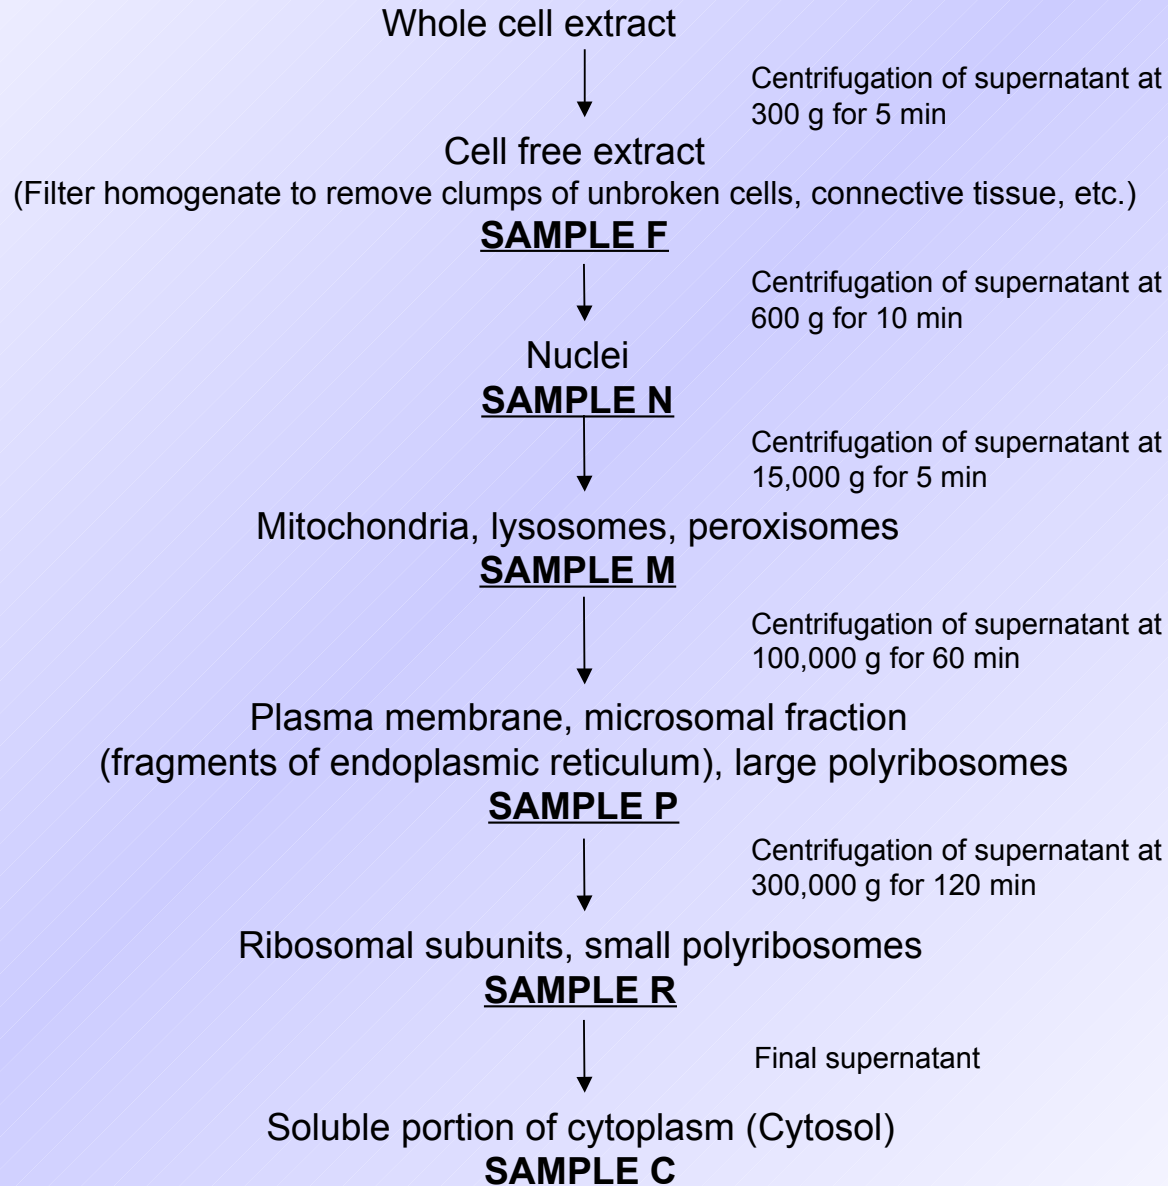 Whole cell extract
Centrifugation of supernatant at
300 g for 5 min
Cell free extract
(Filter homogenate to remove clumps of unbroken cells, connective tissue, etc.)
SAMPLE F
Centrifugation of supernatant at
600 g for 10 min
Nuclei
SAMPLE N
Centrifugation of supernatant at
15,000 g for 5 min
Mitochondria, lysosomes, peroxisomes
SAMPLE M
Centrifugation of supernatant at
100,000 g for 60 min
Plasma membrane, microsomal fraction
(fragments of endoplasmic reticulum), large polyribosomes
SAMPLE P
Centrifugation of supernatant at
300,000 g for 120 min
Ribosomal subunits, small polyribosomes
SAMPLE R
Final supernatant
Soluble portion of cytoplasm (Cytosol)
SAMPLE C